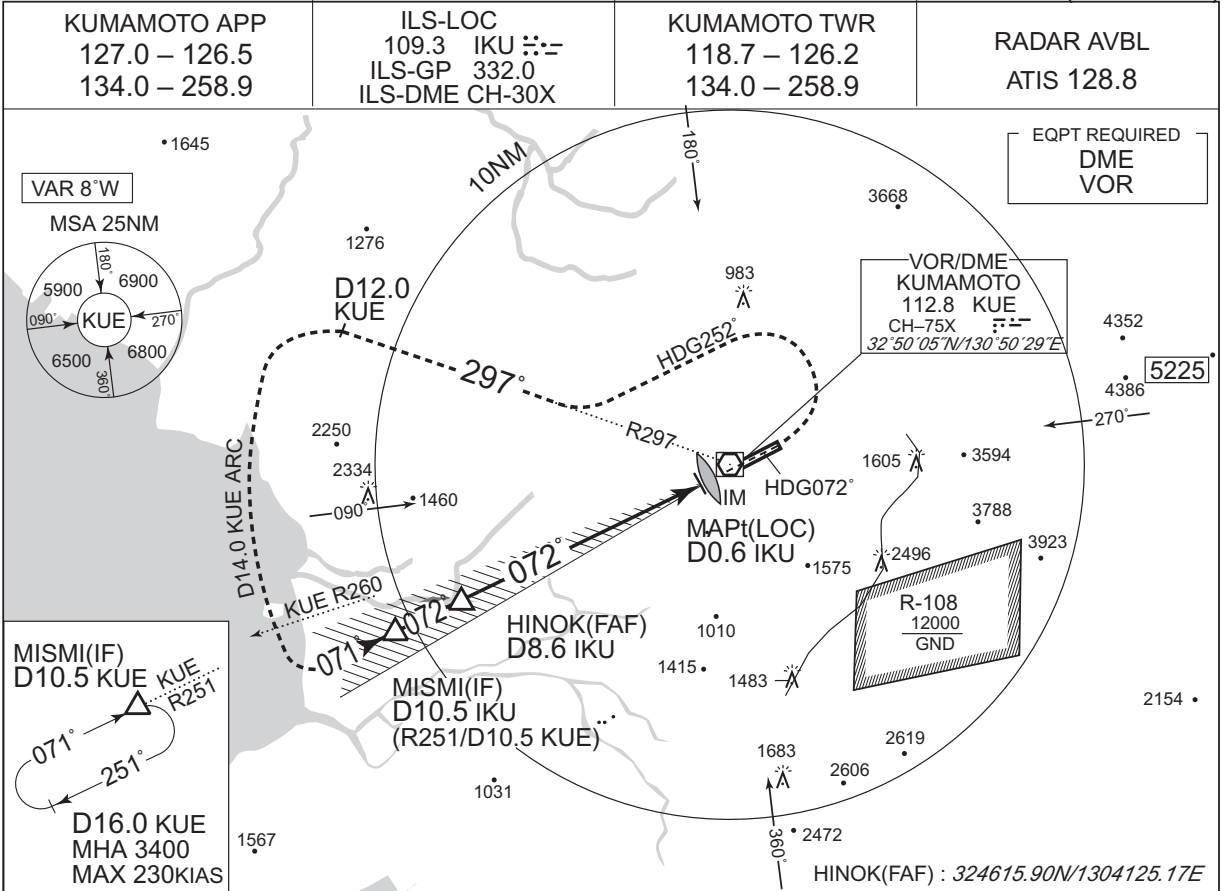 KUMAMOTO APP
127.0 – 126.5
134.0 – 258.9
ILS-LOC
109.3 IKU
ILS-GP 332.0
ILS-DME CH-30X
KUMAMOTO TWR
118.7 – 126.2
134.0 – 258.9
RADAR AVBL
ATIS 128.8
EQPT REQUIRED
DME
VOR
VAR 8°W
MSA 25NM
180°
5900
6900
090°
KUE
270°
6500
6800
360°
1645
1276
10NM
180°
3668
983
D12.0
KUE
297°
HDG252°
R297
VOR/DME
KUMAMOTO
112.8 KUE
CH–75X
32°50′05″N/130°50′29″E
4352
5225
4386
270°
2250
2334
1460
090°
D14.0 KUE ARC
KUE R260
IM
HDG072°
MAPt(LOC)
D0.6 IKU
1605
3594
3788
3923
2496
1575
R-108
12000
GND
071°
072°
072°
HINOK(FAF)
D8.6 IKU
MISMI(IF)
D10.5 IKU
(R251/D10.5 KUE)
1010
1415
1483
2154
1683
2619
2606
2472
360°
1031
1567
MISMI(IF)
D10.5 KUE
KUE
R251
071°
251°
D16.0 KUE
MHA 3400
MAX 230KIAS
HINOK(FAF) : 324615.90N/1304125.17E